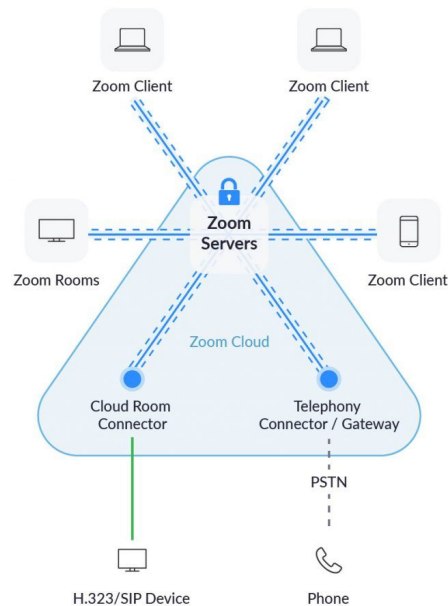 Zoom Client
Zoom Client
Zoom
Servers
Zoom Rooms
Zoom Client
Zoom Cloud
Cloud Room
Connector
Telephony
Connector / Gateway
PSTN
H.323/SIP Device
Phone